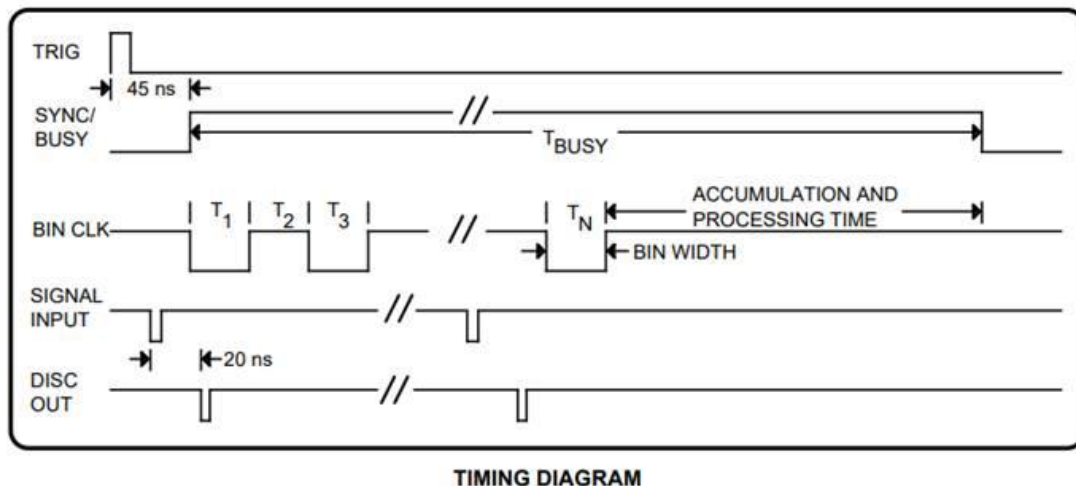 TRIG
45 ns
SYNC/
BUSY
TBUSY
T1 T2 T3 TN
ACCUMULATION AND
PROCESSING TIME
BIN CLK
BIN WIDTH
SIGNAL
INPUT
20 ns
DISC
OUT
TIMING DIAGRAM